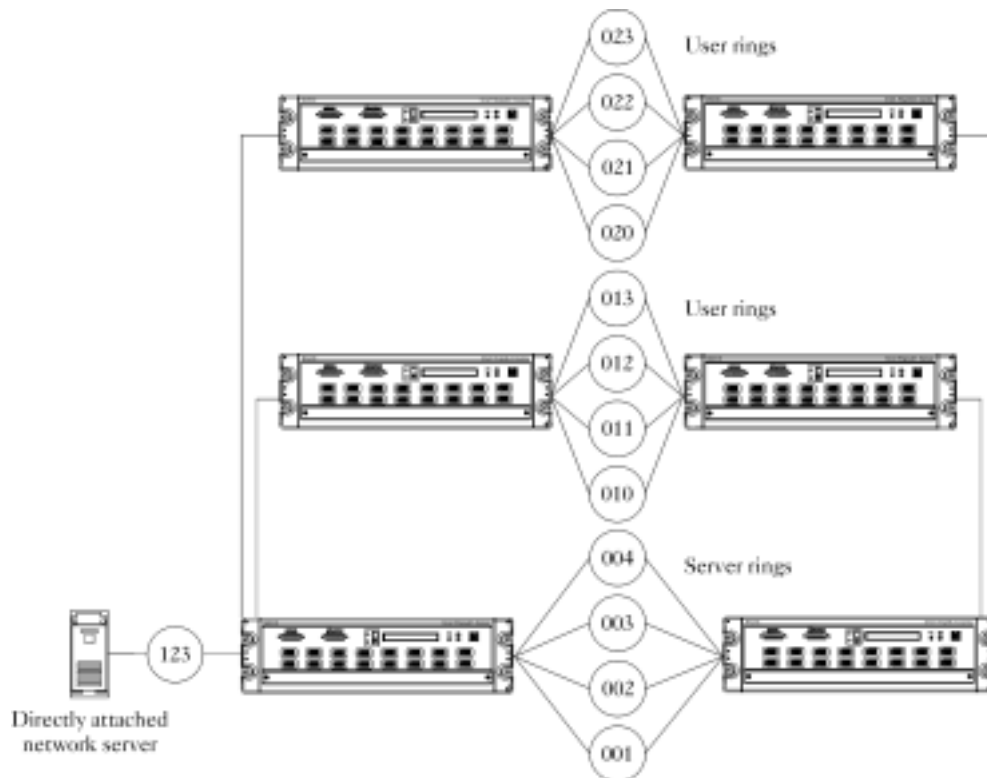 023
User rings
022
021
020
013
User rings
012
011
010
004
Server rings
003
123
002
Directly attached
network server
001